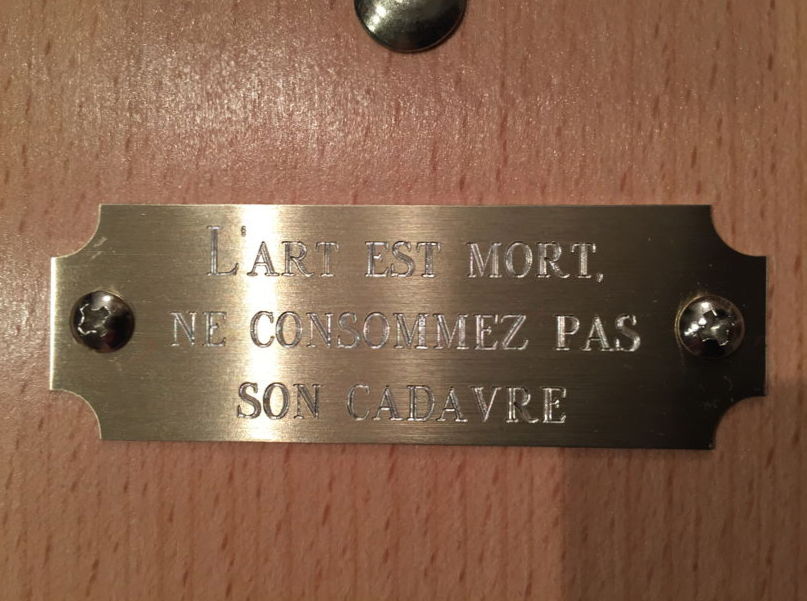 L'ART EST MORT,
NE CONSOMMEZ PAS
SON CADAVRE